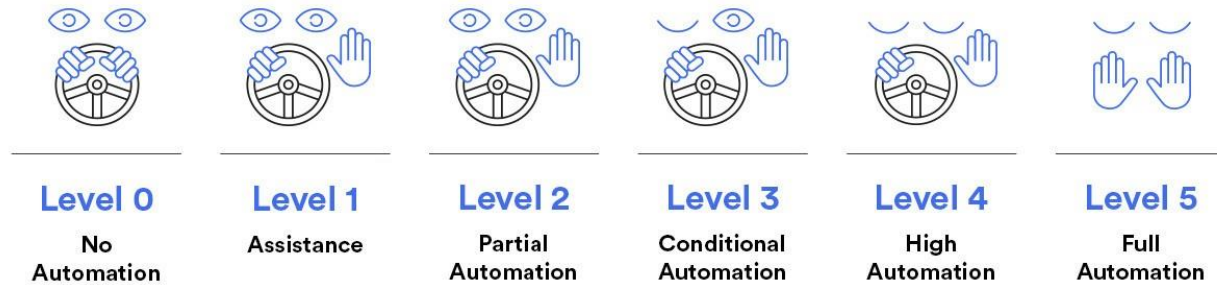 Level 0
No
Automation
Level 1
Assistance
Level 2
Partial
Automation
Level 3
Conditional
Automation
Level 4
High
Automation
Level 5
Full
Automation